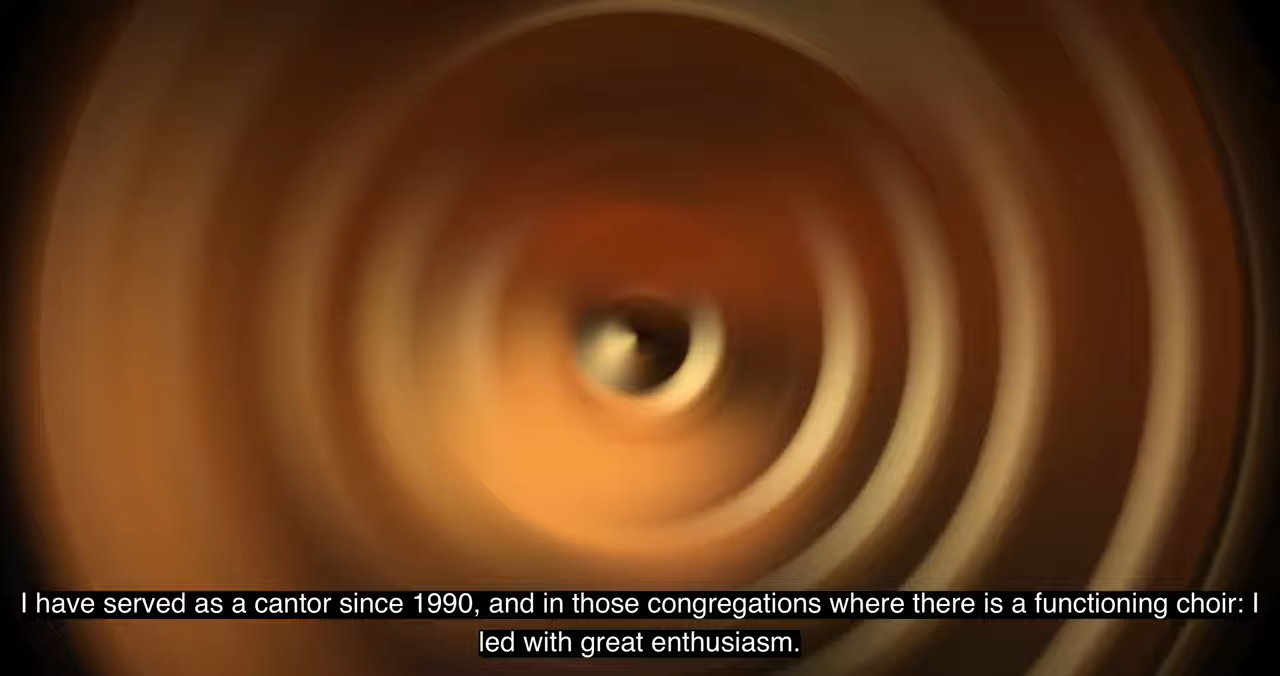 I have served as a cantor since 1990, and in those congregations where there is a functioning choir: I
led with great enthusiasm.